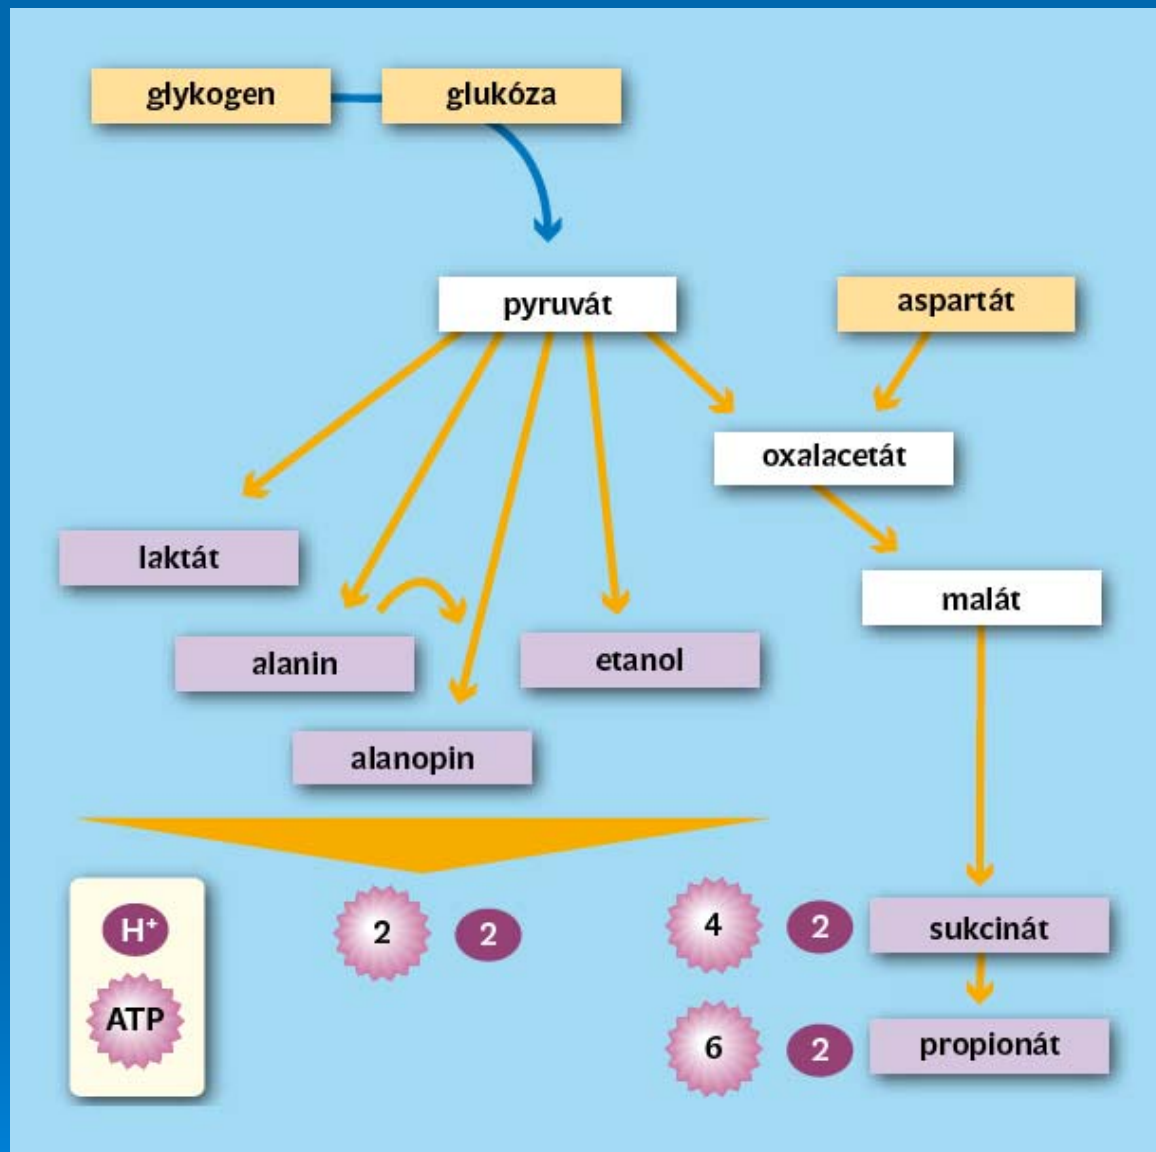 glykogen
glukóza
pyruvát
aspartát
oxalacetát
laktát
malát
alanin
etanol
alanopin
H⁺
ATP
2
2
4
2
sukcinát
6
2
propionát